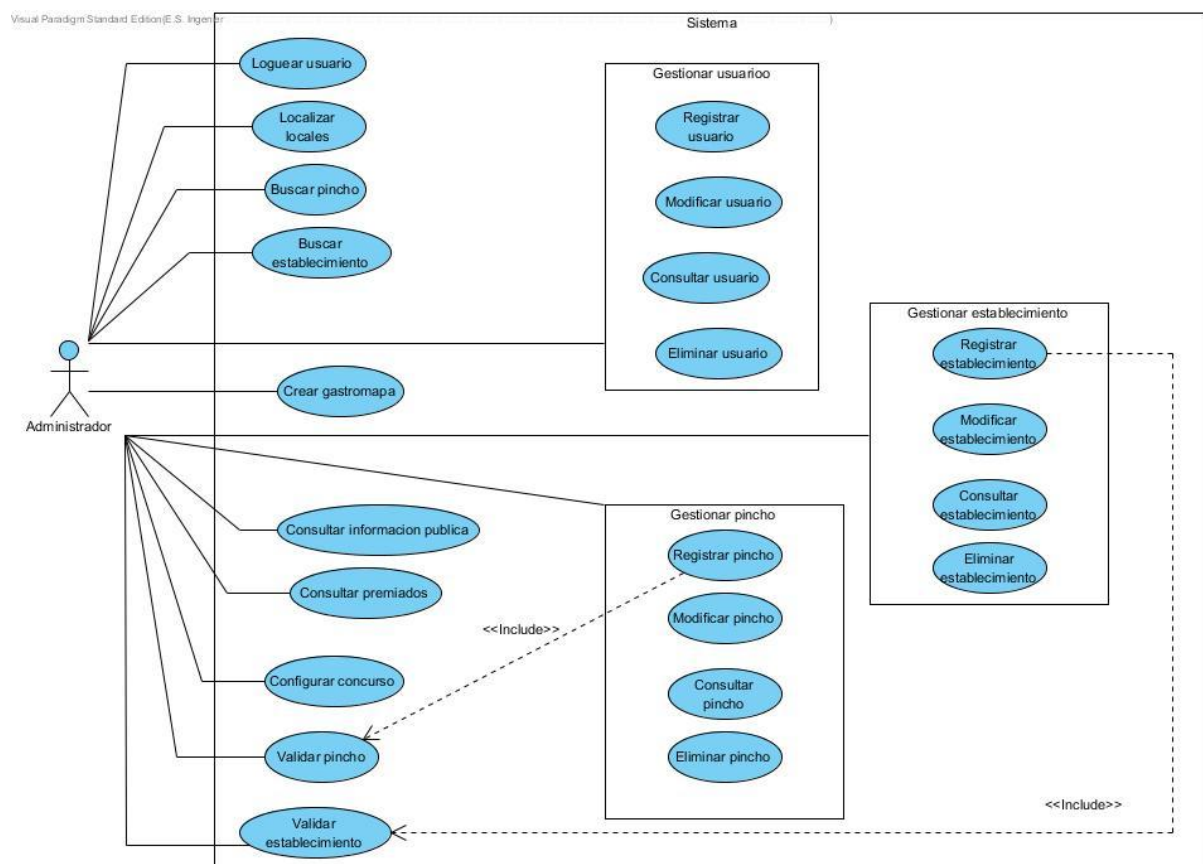 Visual Paradigm Standard Edition(E.S. Ingenier
)
Sistema
Loguear usuario
Localizar
locales
Buscar pincho
Buscar
establecimiento
Gestionar usuarioo
Registrar
usuario
Modificar usuario
Consultar usuario
Eliminar usuario
Administrador
Crear gastromapa
Gestionar establecimiento
Registrar
establecimiento
Modificar
establecimiento
Consultar
establecimiento
Eliminar
establecimiento
Consultar informacion publica
Consultar premiados
Configurar concurso
Validar pincho
Validar
establecimiento
Gestionar pincho
Registrar pincho
Modificar pincho
Consultar
pincho
Eliminar pincho
<<Include>>
<<Include>>